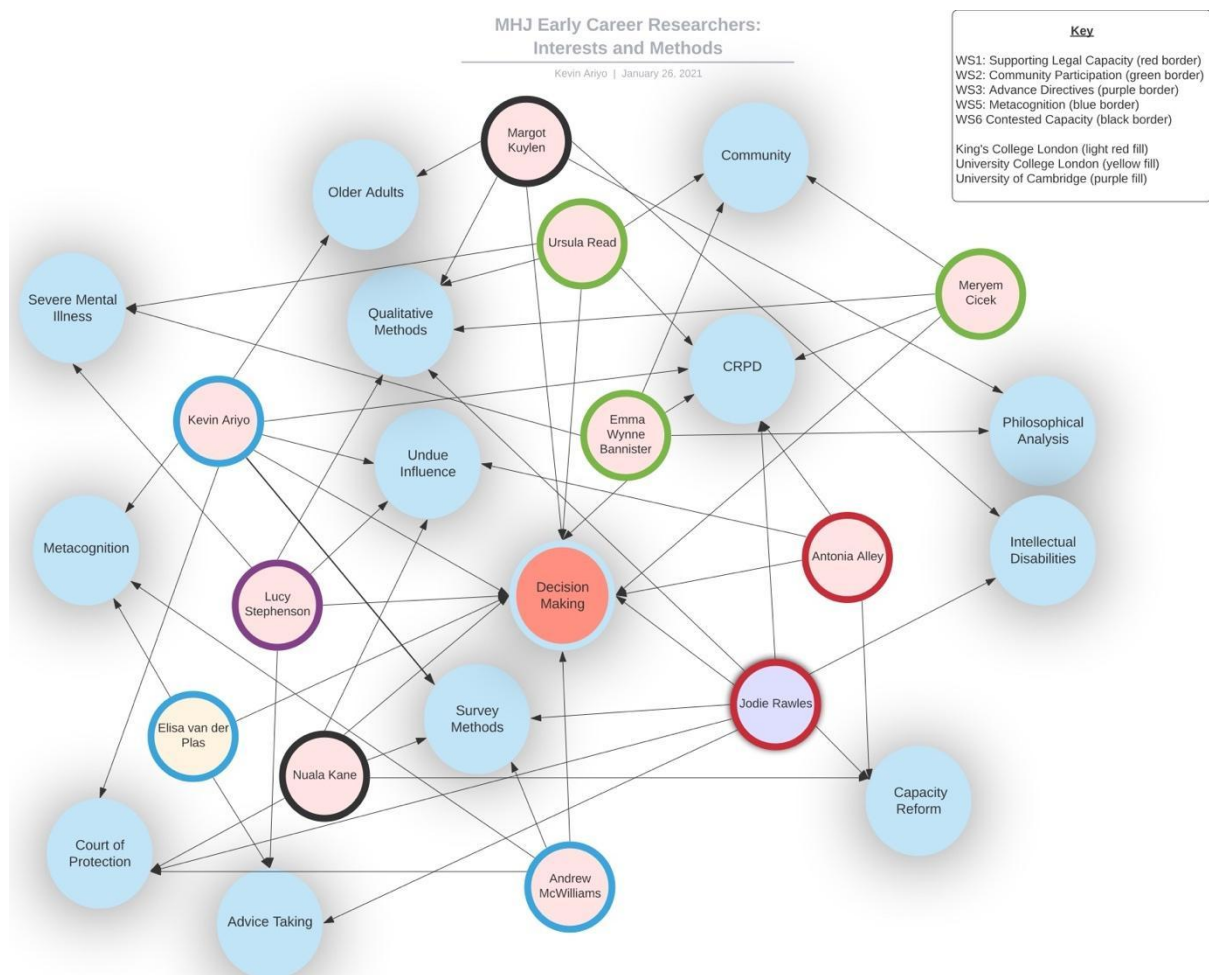 MHJ Early Career Researchers:
Interests and Methods
Kevin Ariyo | January 26, 2021
Key
WS1: Supporting Legal Capacity (red border)
WS2: Community Participation (green border)
WS3: Advance Directives (purple border)
WS5: Metacognition (blue border)
WS6 Contested Capacity (black border)
King's College London (light red fill)
University College London (yellow fill)
University of Cambridge (purple fill)
Margot
Kuylen
Community
Older Adults
Ursula Read
Meryem
Cicek
Severe Mental
Illness
Qualitative
Methods
CRPD
Kevin Ariyo
Emma
Wynne
Bannister
Philosophical
Analysis
Undue
Influence
Metacognition
Antonia Alley
Intellectual
Disabilities
Lucy
Stephenson
Decision
Making
Elisa van der
Plas
Survey
Methods
Jodie Rawles
Nuala Kane
Capacity
Reform
Court of
Protection
Andrew
McWilliams
Advice Taking